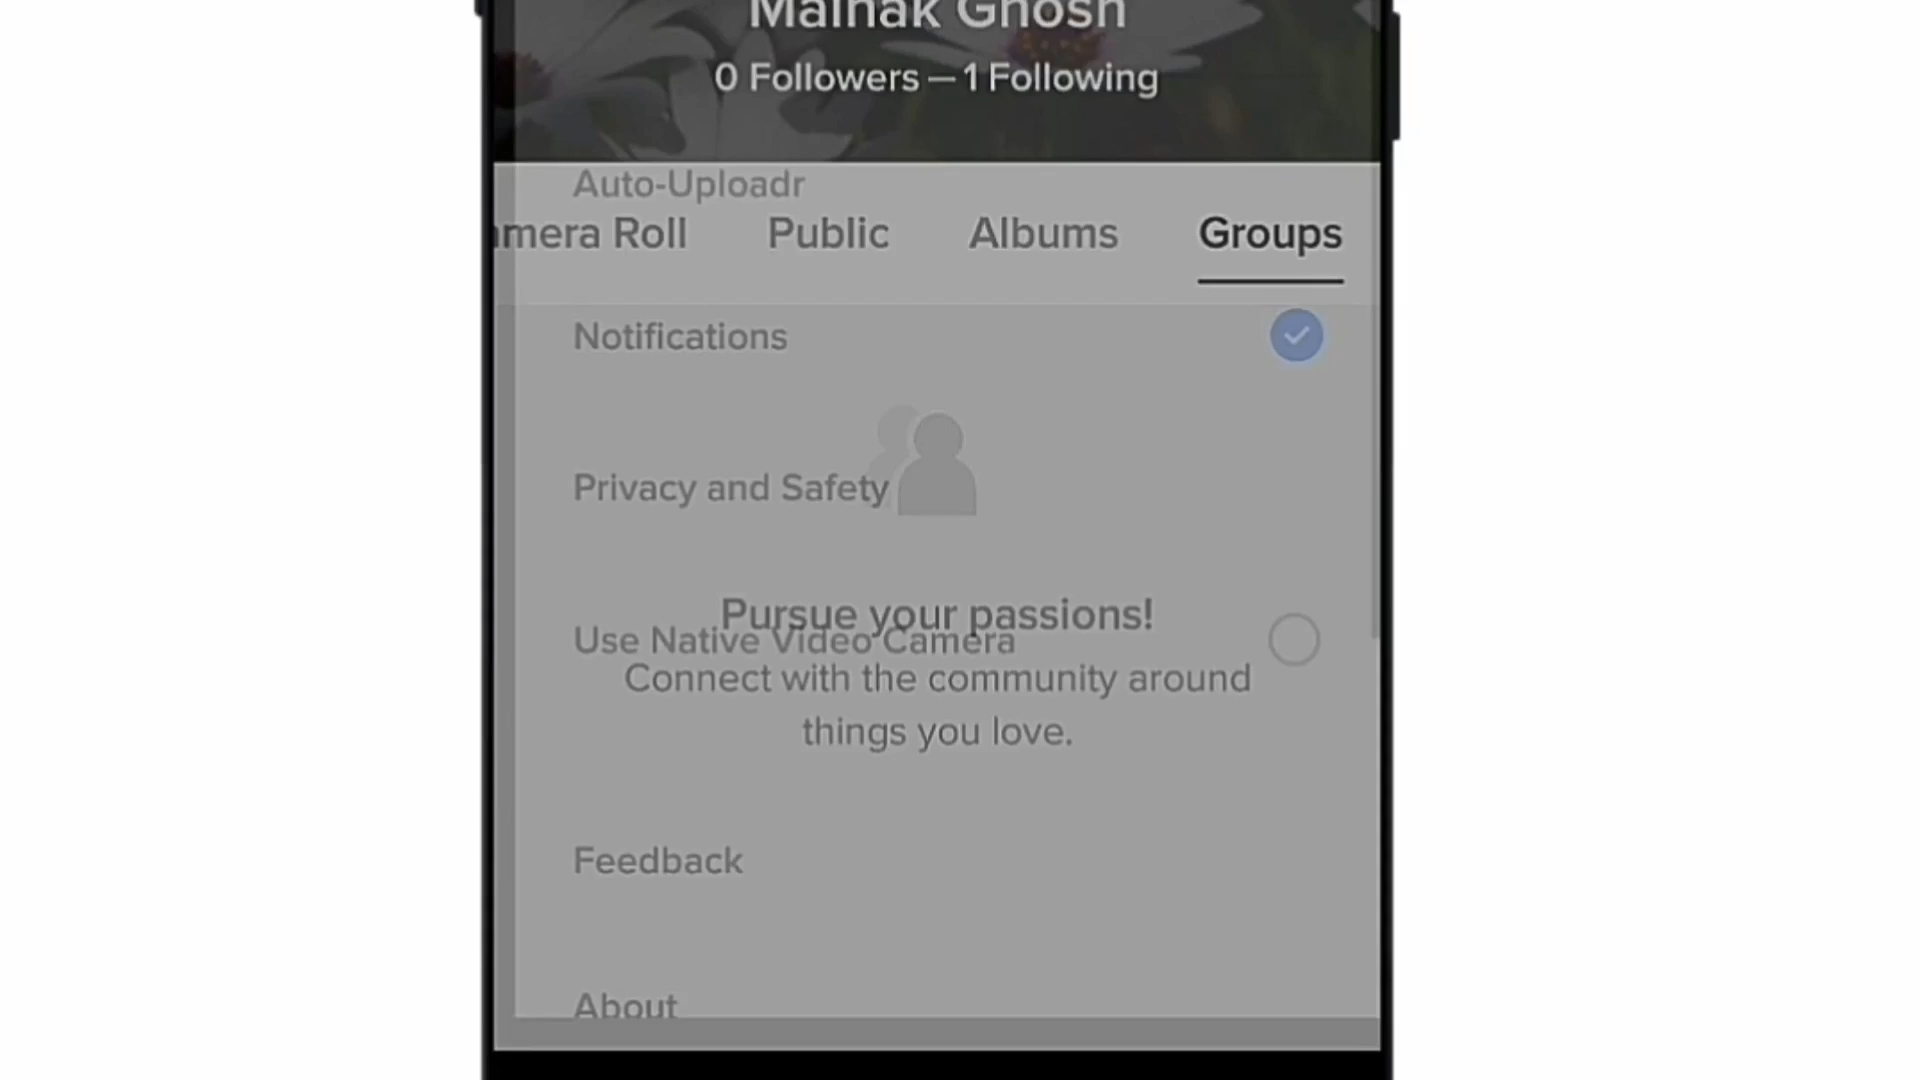 Mainak Ghosh
0 Followers — 1 Following
Auto-Uploadr
mera Roll Public Albums Groups
Notifications
Privacy and Safety
Pursue your passions!
Use Native Video Camera
Connect with the community around
things you love.
Feedback
About